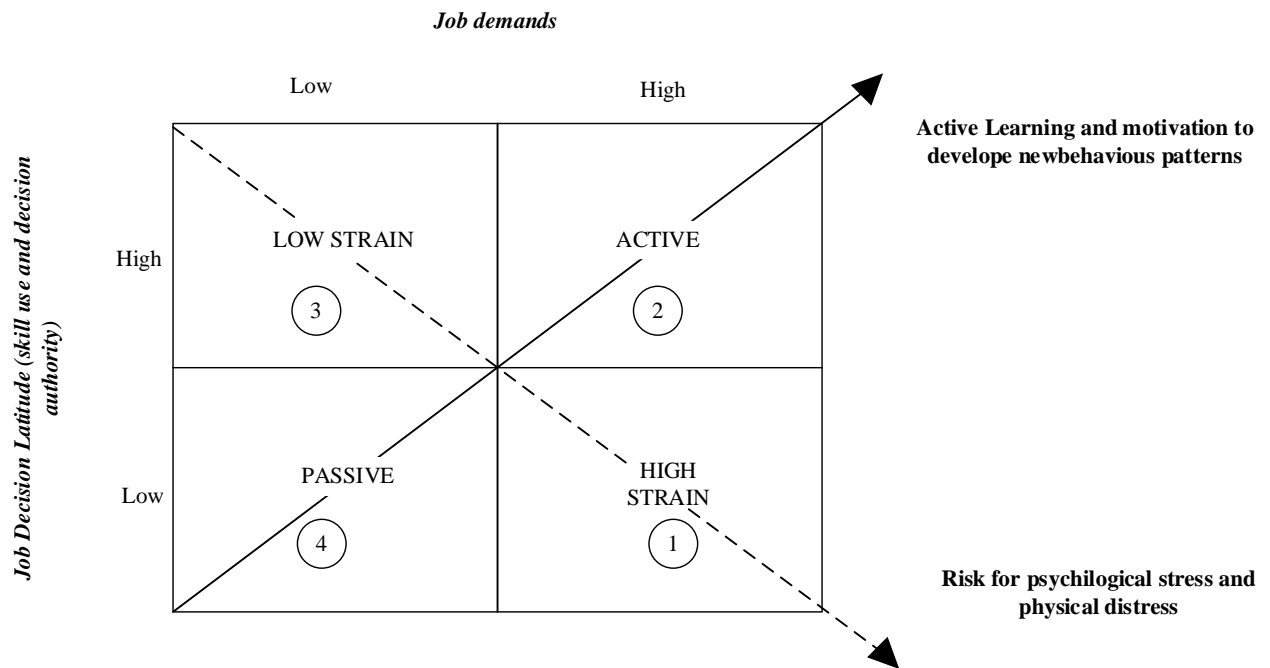 Job demands
Low
High
Active Learning and motivation to
develope newbehavious patterns
Job Decision Latitude (skill use and decision
authority)
High
LOW STRAIN
ACTIVE
3
2
Low
PASSIVE
HIGH
STRAIN
4
1
Risk for psychilogical stress and
physical distress